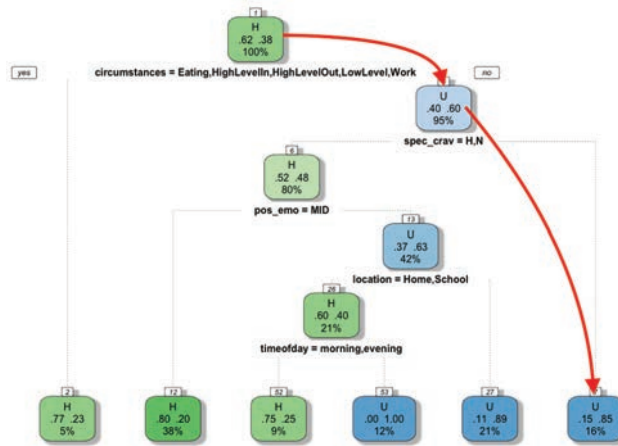 1
H
.62 .38
100%
yes
circumstances = Eating,HighLevelIn,HighLevelOut,LowLevel,Work
no
U
.40 .60
95%
spec_crav = H,N
6
H
.52 .48
80%
pos_emo = MID
13
U
.37 .63
42%
location = Home,School
26
H
.60 .40
21%
timeofday = morning,evening
2
H
.77 .23
5%
12
H
.80 .20
38%
52
H
.75 .25
9%
53
U
.00 1.00
12%
27
U
.11 .89
21%
U
.15 .85
16%